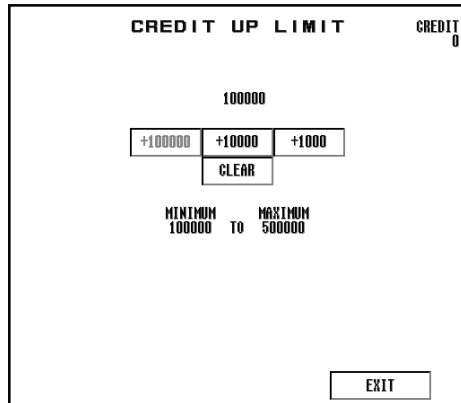 CREDIT UP LIMIT
CREDIT
0
100000
+100000 +10000 +1000
CLEAR
MINIMUM MAXIMUM
100000 TO 500000
EXIT